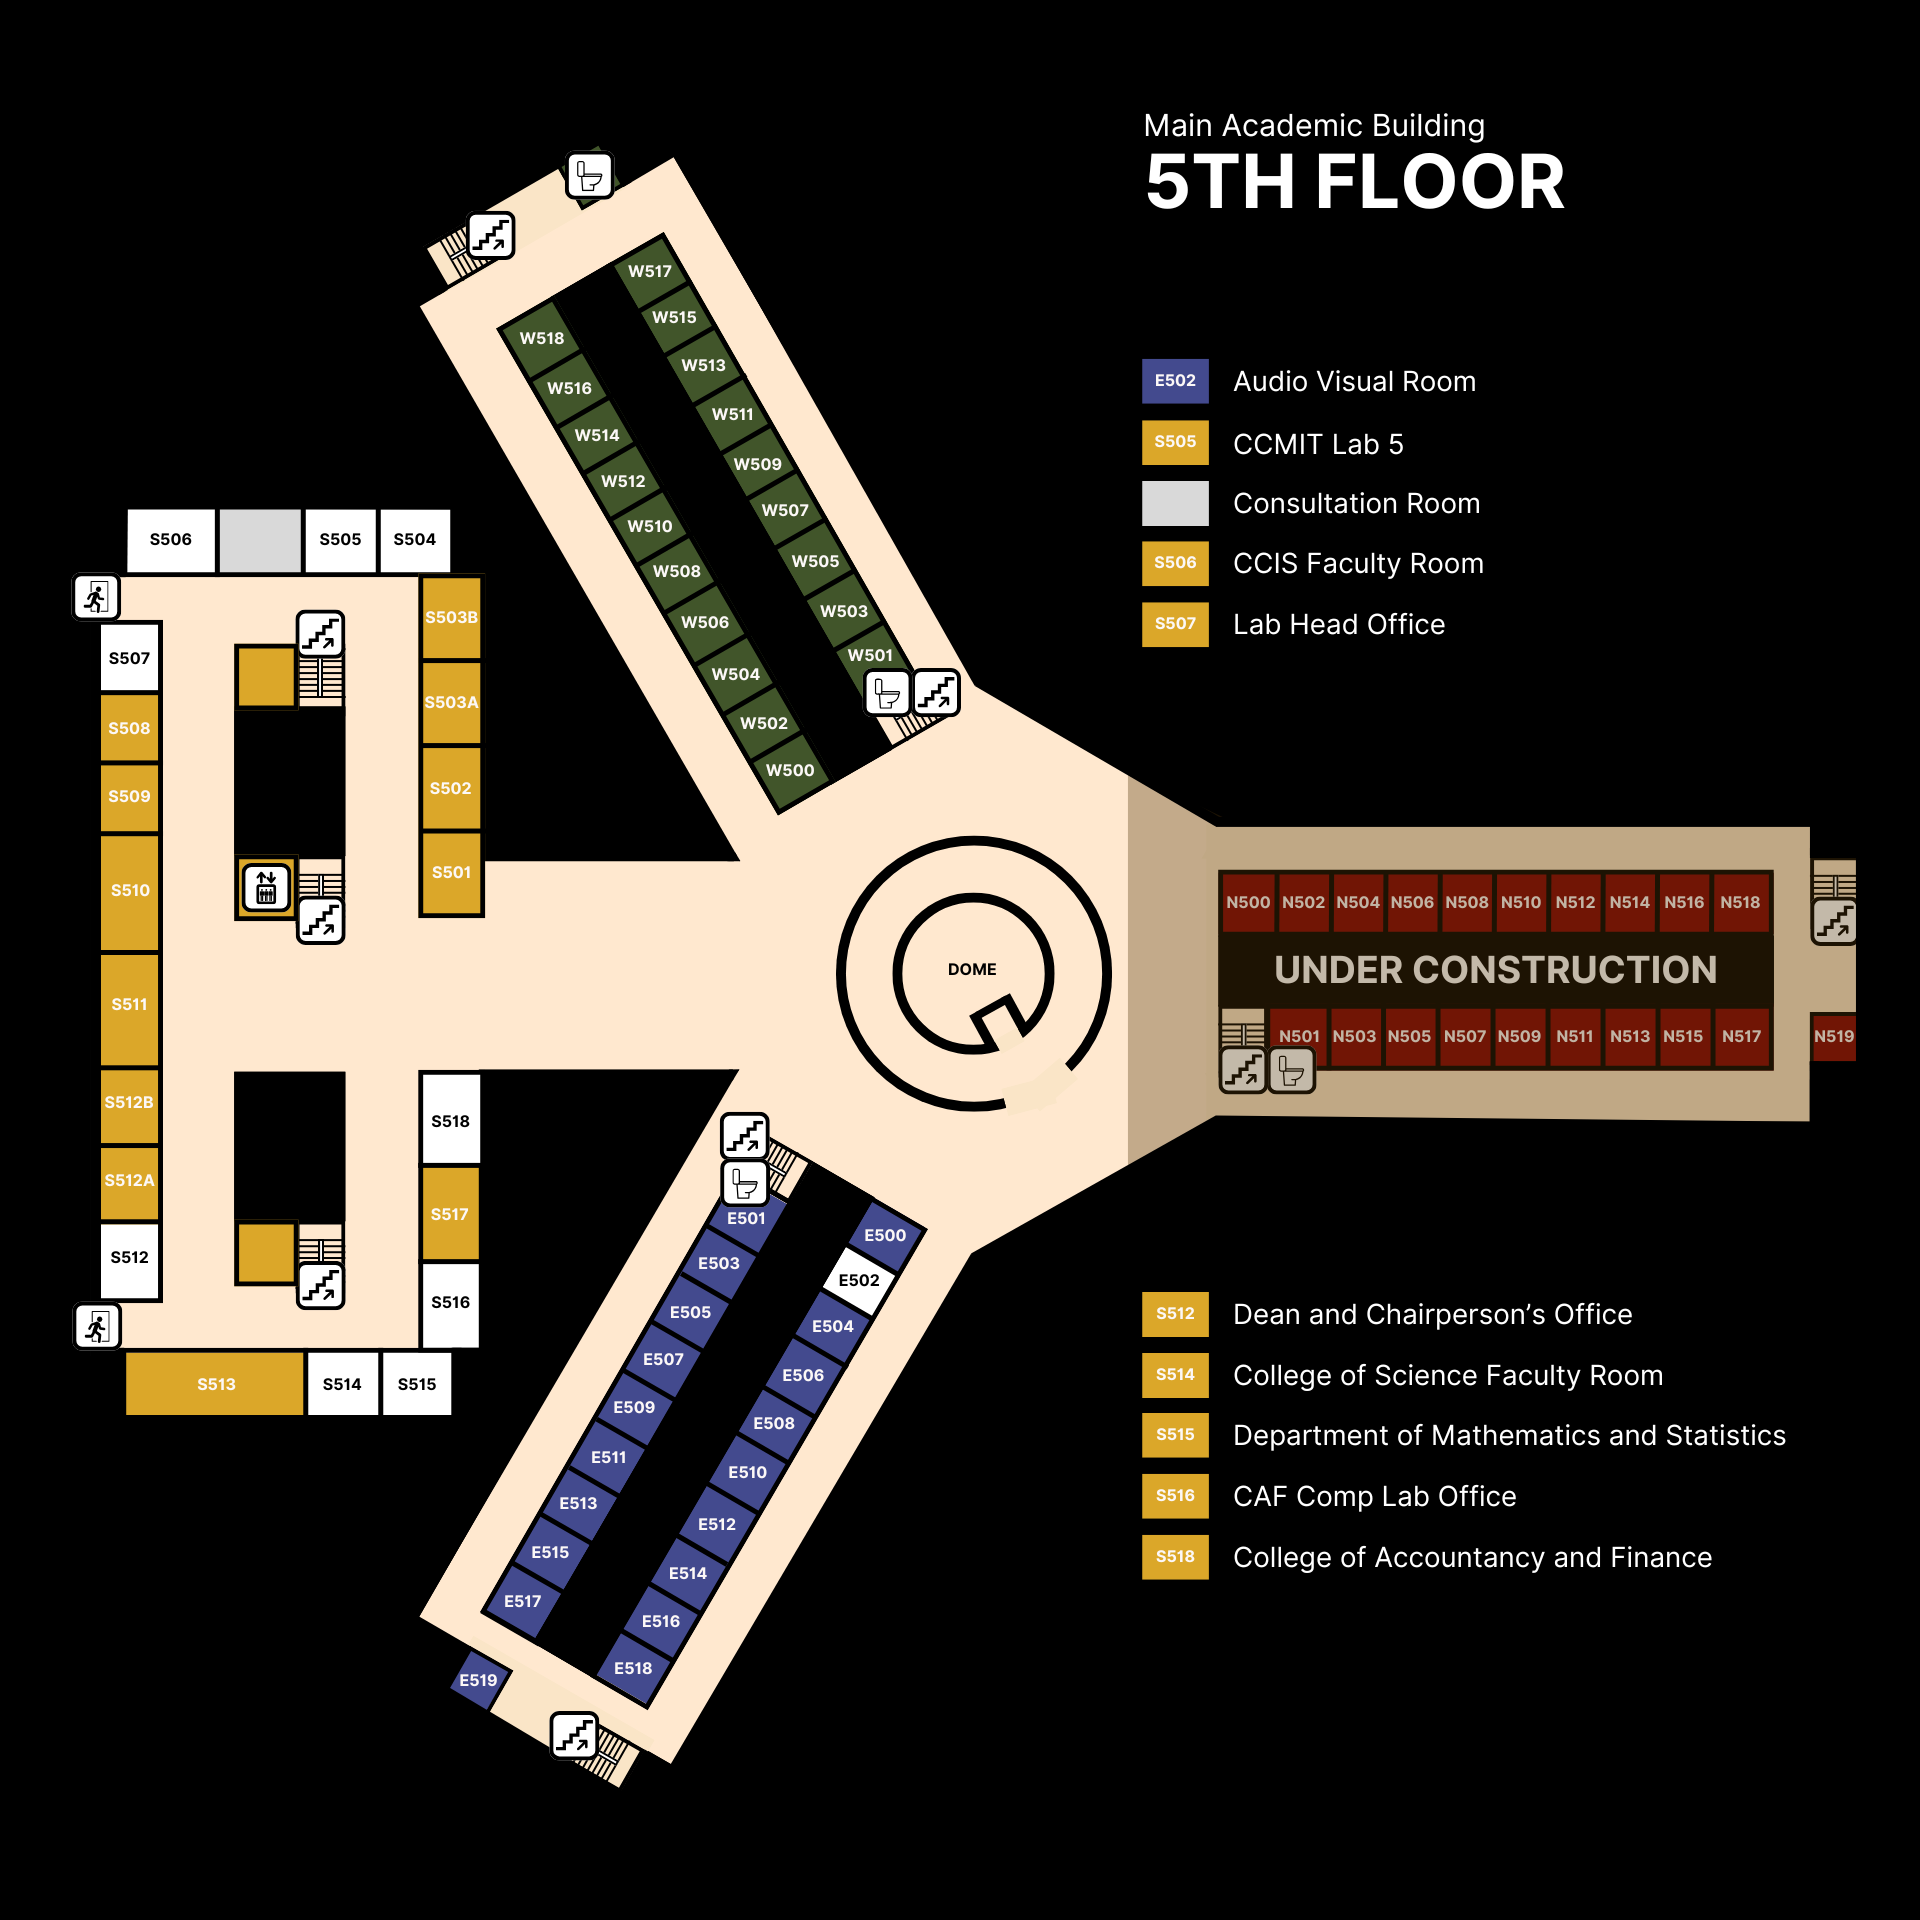 Main Academic Building
5TH FLOOR
E502 Audio Visual Room
S505 CCMIT Lab 5
Consultation Room
S506 CCIS Faculty Room
S507 Lab Head Office
W517
W515
W513
W511
W509
W507
W505
W503
W501
W518
W516
W514
W512
W510
W508
W506
W504
W502
W500
S506 S505 S504
S503B
S503A
S502
S501
S507
S508
S509
S510
S511
S512B
S512A
S512
S518
S517
S516
S513 S514 S515
DOME
N500 N502 N504 N506 N508 N510 N512 N514 N516 N518
UNDER CONSTRUCTION
N501 N503 N505 N507 N509 N511 N513 N515 N517 N519
E501
E503
E505
E507
E509
E511
E513
E515
E517
E500
E502
E504
E506
E508
E510
E512
E514
E516
E518
E519
S512 Dean and Chairperson’s Office
S514 College of Science Faculty Room
S515 Department of Mathematics and Statistics
S516 CAF Comp Lab Office
S518 College of Accountancy and Finance